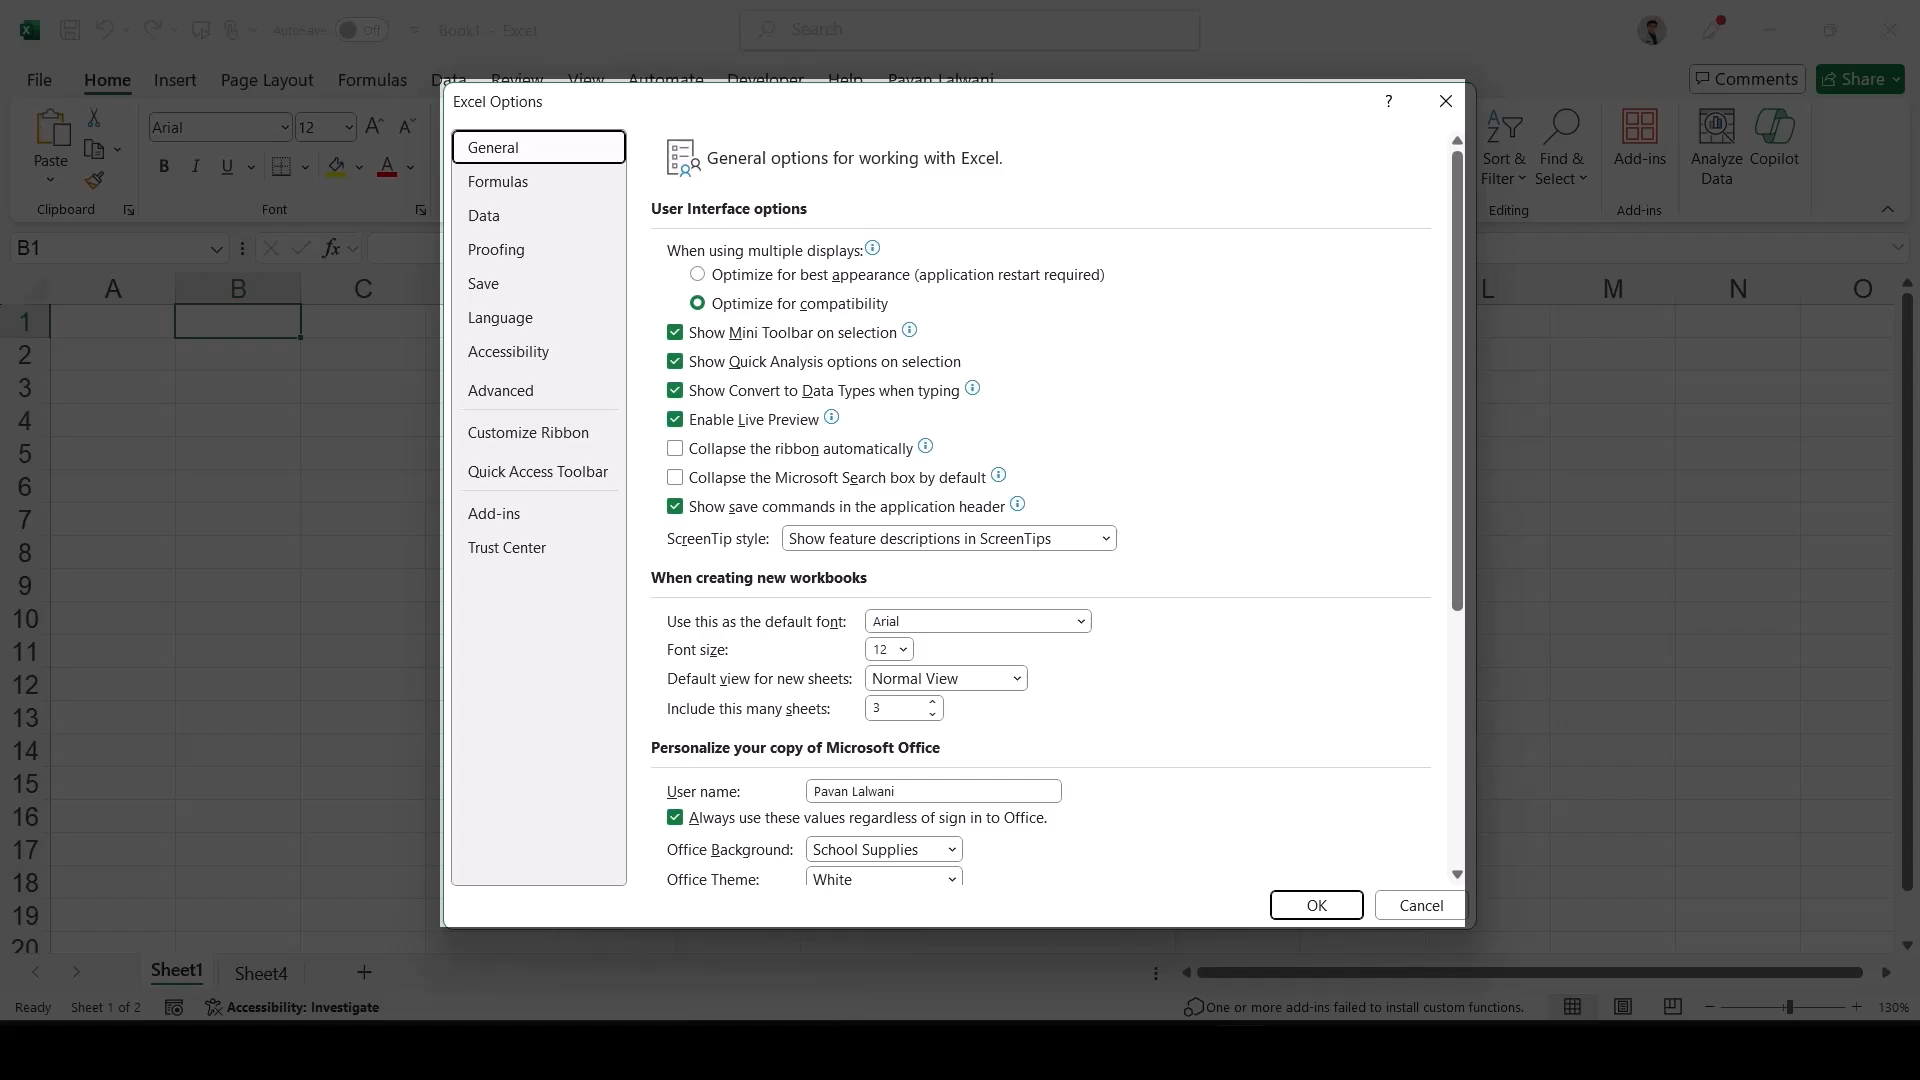 AutoSave Off Book1 - Excel Search
File Home Insert Page Layout Formulas Data Review View Automate Developer Help Pavan Lalwani Comments Share
Arial 12
Paste
B I U A
Clipboard Font
Sort & Filter
Find & Select
Editing
Add-ins
Add-ins
Analyze Data
Copilot
B1 fx
A B C L M N O
1
2
3
4
5
6
7
8
9
10
11
12
13
14
15
16
17
18
19
20
Excel Options ?
General
Formulas
Data
Proofing
Save
Language
Accessibility
Advanced
Customize Ribbon
Quick Access Toolbar
Add-ins
Trust Center
General options for working with Excel.
User Interface options
When using multiple displays:
Optimize for best appearance (application restart required)
Optimize for compatibility
Show Mini Toolbar on selection
Show Quick Analysis options on selection
Show Convert to Data Types when typing
Enable Live Preview
Collapse the ribbon automatically
Collapse the Microsoft Search box by default
Show save commands in the application header
ScreenTip style: Show feature descriptions in ScreenTips
When creating new workbooks
Use this as the default font: Arial
Font size: 12
Default view for new sheets: Normal View
Include this many sheets: 3
Personalize your copy of Microsoft Office
User name: Pavan Lalwani
Always use these values regardless of sign in to Office.
Office Background: School Supplies
Office Theme: White
OK Cancel
Sheet1 Sheet4
Ready Sheet 1 of 2 Accessibility: Investigate One or more add-ins failed to install custom functions. 130%